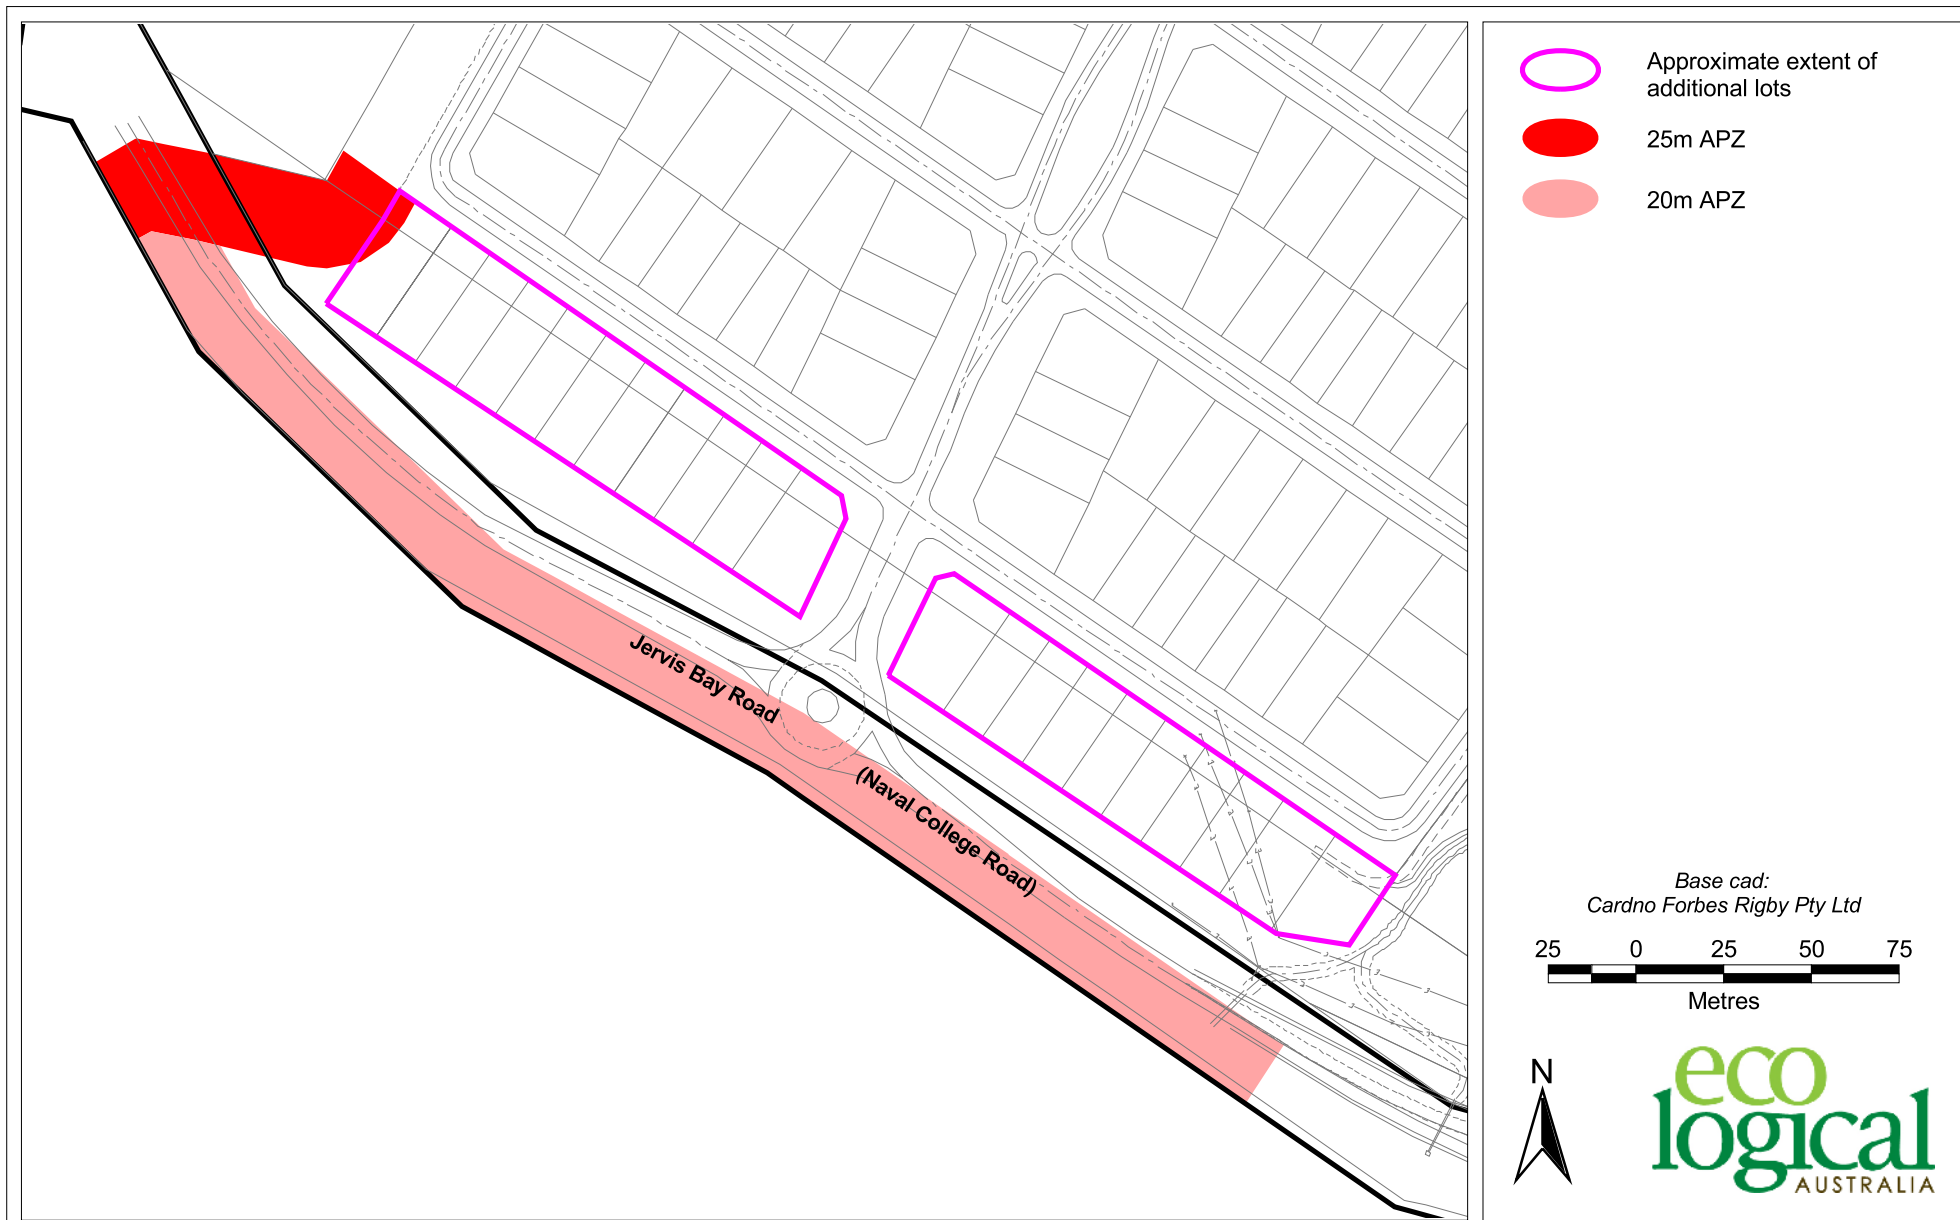 Approximate extent of
additional lots
25m APZ
20m APZ
Jervis Bay Road
(Naval College Road)
Base cad:
Cardno Forbes Rigby Pty Ltd
25 0 25 50 75
Metres
N
eco
logical
AUSTRALIA